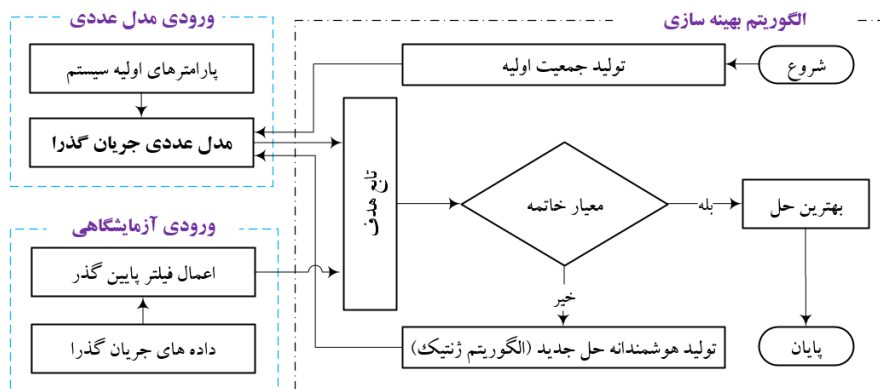 الگوریتم بهینه سازی
ورودی مدل عددی
شروع
تولید جمعیت اولیه
پارامترهای اولیه سیستم
مدل عددی جریان گذرا
تابع هدف
معیار خاتمه
بله
بهترین حل
ورودی آزمایشگاهی
اعمال فیلتر پایین گذر
خیر
داده های جریان گذرا
تولید هوشمندانه حل جدید (الگوریتم ژنتیک)
پایان